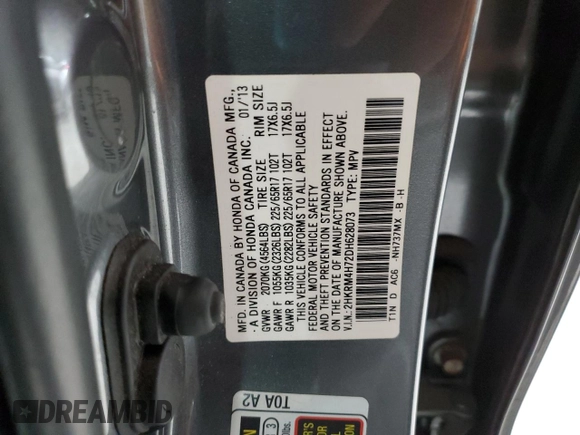 MFD. IN CANADA BY HONDA OF CANADA MFG.,
A DIVISION OF HONDA CANADA INC. 01/'13
GVWR 2070KG(4564LBS) TIRE SIZE RIM SIZE
GAWR F 1055KG(2326LBS) 225/65R17 102T 17X6.5J
GAWR R 1035KG(2282LBS) 225/65R17 102T 17X6.5J
THIS VEHICLE CONFORMS TO ALL APPLICABLE
FEDERAL MOTOR VEHICLE SAFETY
AND THEFT PREVENTION STANDARDS IN EFFECT
ON THE DATE OF MANUFACTURE SHOWN ABOVE.
V.I.N.: 2HKRM4H72DH628073 TYPE: MPV
TTN D AC6 -NH737MX -B -H
T0A A2
DREAMBID